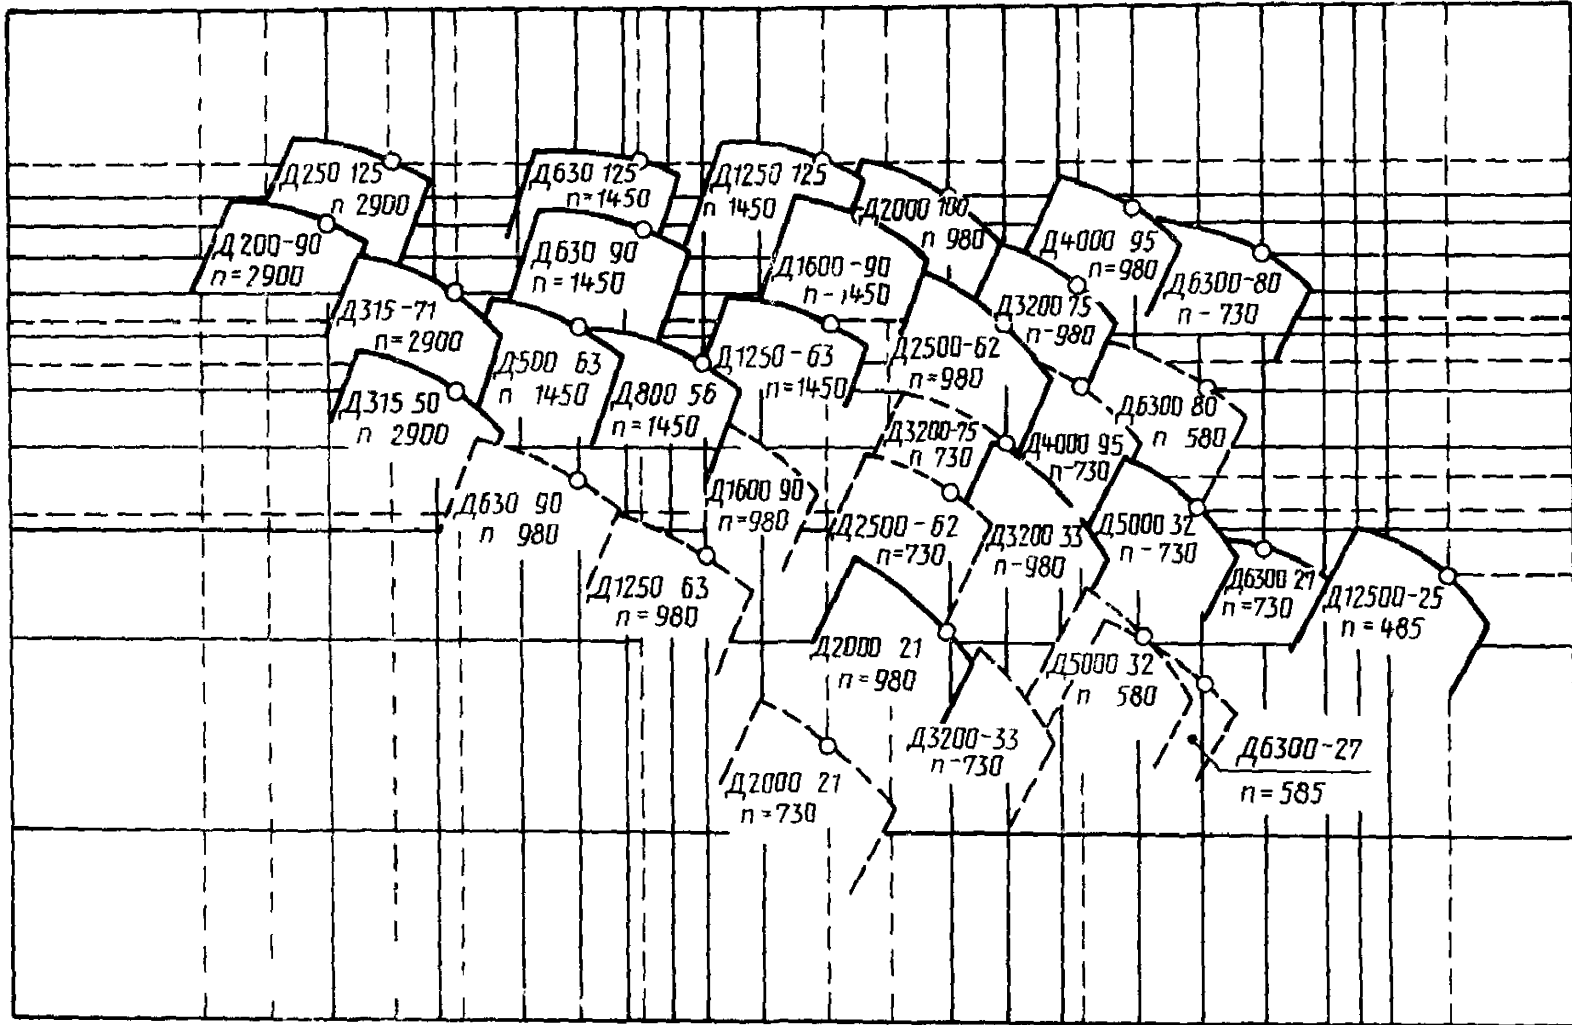 Д250 125
n 2900
Д200-90
n=2900
Д630 125
n=1450
Д630 90
n=1450
Д1250 125
n 1450
Д2000 100
n 980
Д1600-90
n-1450
Д4000 95
n=980
Д6300-80
n-730
Д315-71
n=2900
Д500 63
n 1450
Д800 56
n=1450
Д1250-63
n=1450
Д2500-62
n=980
Д3200 75
n-980
Д315 50
n 2900
Д3200-75
n 730
Д4000 95
n-730
Д6300 80
n 580
Д630 90
n 980
Д1600 90
n=980
Д2500-62
n=730
Д3200 33
n-980
Д5000 32
n-730
Д1250 63
n=980
Д6300 27
n=730
Д12500-25
n=485
Д2000 21
n=980
Д5000 32
n 580
Д3200-33
n-730
Д6300-27
n=585
Д2000 21
n=730